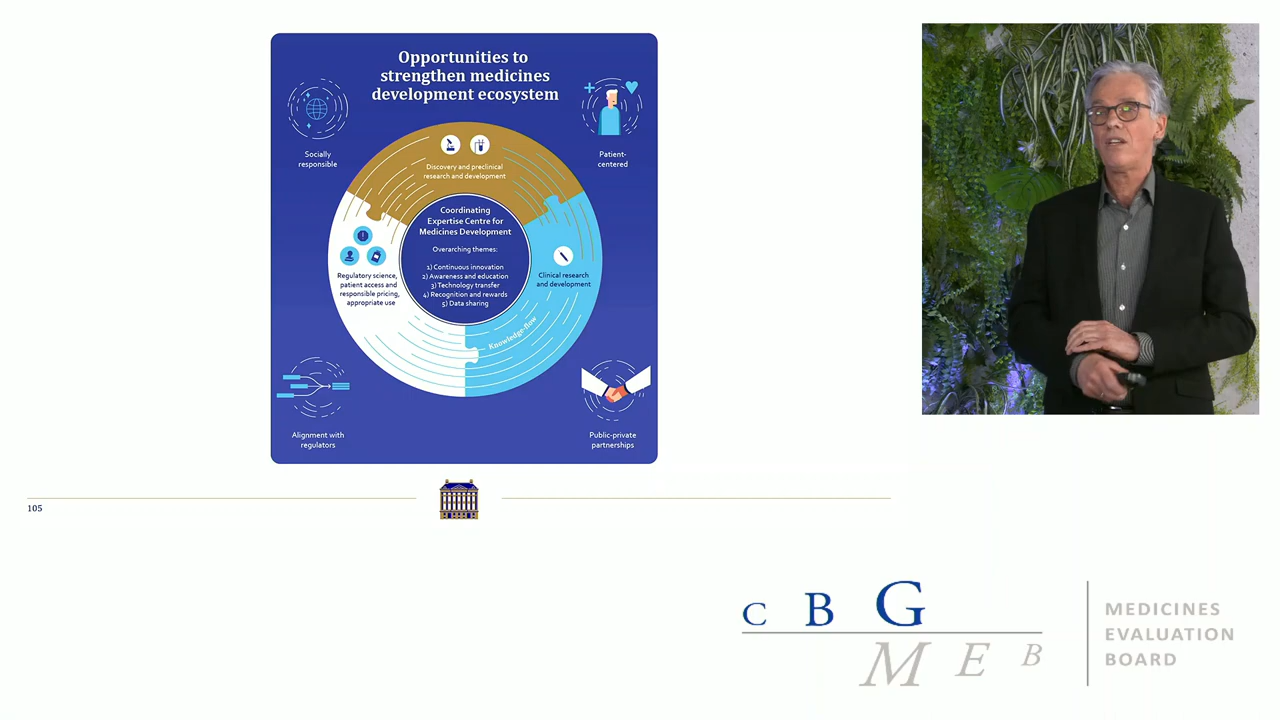 Opportunities to
strengthen medicines
development ecosystem
Socially
responsible
Patient-
centered
Discovery and preclinical
research and development
Coordinating
Expertise Centre for
Medicines Development
Overarching themes:
1) Continuous innovation
2) Awareness and education
3) Technology transfer
4) Recognition and rewards
5) Data sharing
Regulatory science,
patient access and
responsible pricing,
appropriate use
Clinical research
and development
Knowledge-flow
Alignment with
regulators
Public-private
partnerships
105
C B G
M E B
MEDICINES
EVALUATION
BOARD